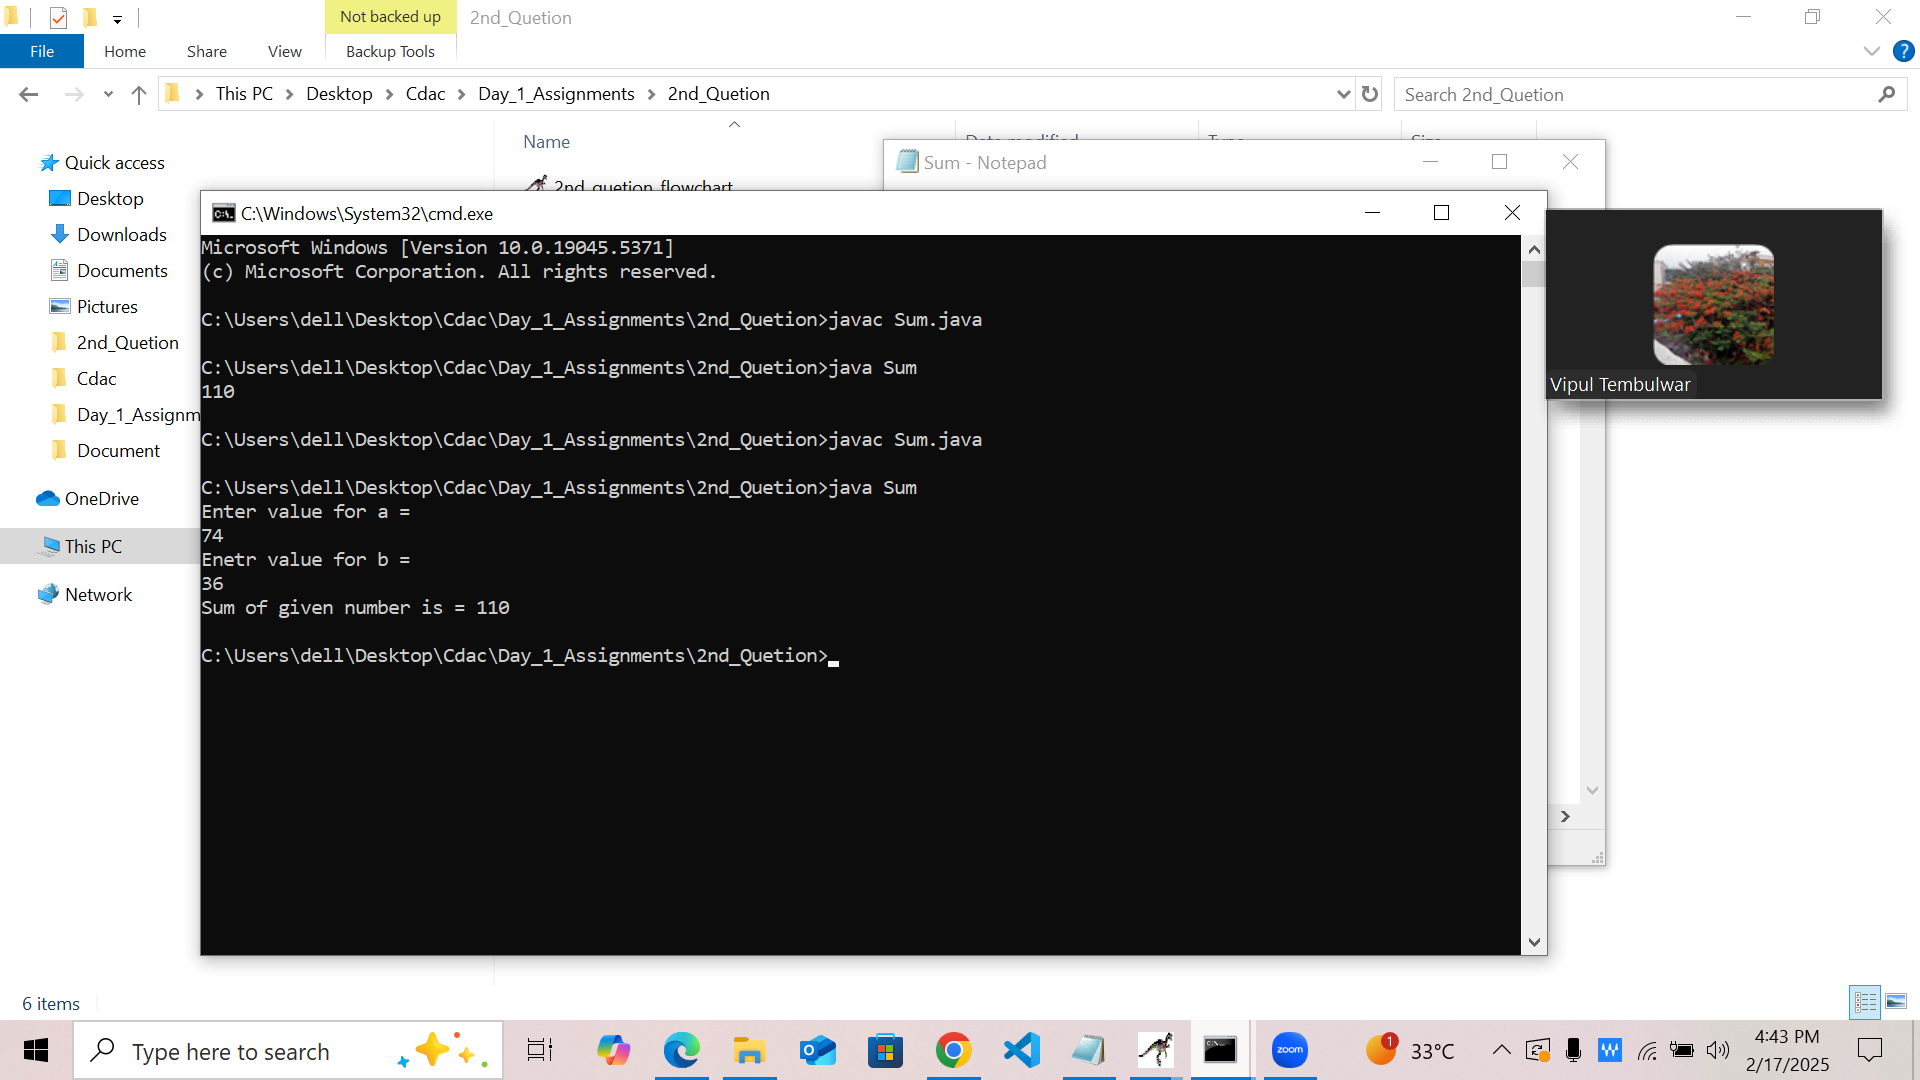 Not backed up
2nd_Quetion
File
Home
Share
View
Backup Tools
This PC
Desktop
Cdac
Day_1_Assignments
2nd_Quetion
Search 2nd_Quetion
Name
Date modified
Type
Size
2nd_quetion_flowchart
Quick access
Desktop
Downloads
Documents
Pictures
2nd_Quetion
Cdac
Day_1_Assignm
Document
OneDrive
This PC
Network
Sum - Notepad
C:\Windows\System32\cmd.exe
Microsoft Windows [Version 10.0.19045.5371]
(c) Microsoft Corporation. All rights reserved.
C:\Users\dell\Desktop\Cdac\Day_1_Assignments\2nd_Quetion>javac Sum.java
C:\Users\dell\Desktop\Cdac\Day_1_Assignments\2nd_Quetion>java Sum
110
C:\Users\dell\Desktop\Cdac\Day_1_Assignments\2nd_Quetion>javac Sum.java
C:\Users\dell\Desktop\Cdac\Day_1_Assignments\2nd_Quetion>java Sum
Enter value for a =
74
Enetr value for b =
36
Sum of given number is = 110
C:\Users\dell\Desktop\Cdac\Day_1_Assignments\2nd_Quetion>
Vipul Tembulwar
6 items
Type here to search
zoom
1
33°C
4:43 PM
2/17/2025